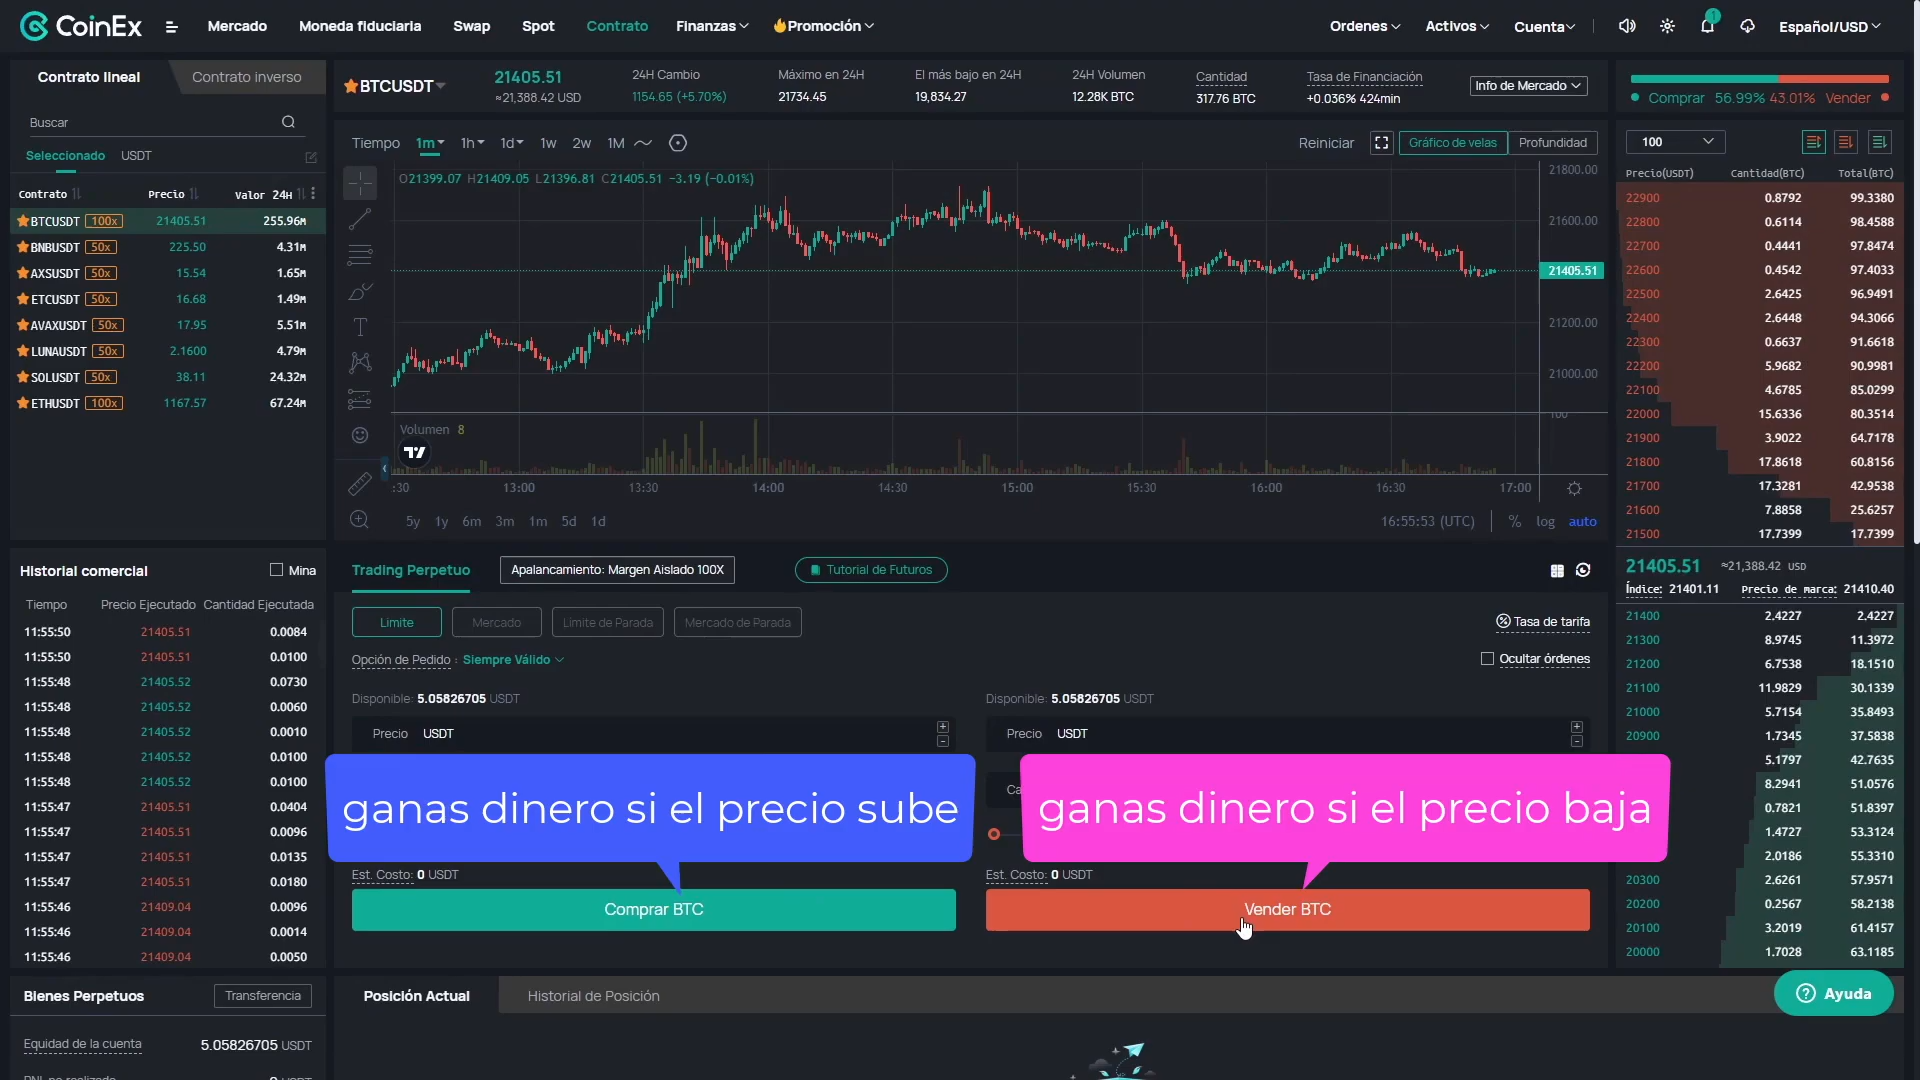 CoinEx
Mercado
Moneda fiduciaria
Swap
Spot
Contrato
Finanzas
Promoción
Ordenes
Activos
Cuenta
1
Español/USD
Contrato lineal
Contrato inverso
Buscar
Seleccionado
USDT
Contrato Precio Valor 24H
BTCUSDT 100x 21405.51 255.96M
BNBUSDT 50x 225.50 4.31M
AXSUSDT 50x 15.54 1.65M
ETCUSDT 50x 16.68 1.49M
AVAXUSDT 50x 17.95 5.51M
LUNAUSDT 50x 2.1600 4.79M
SOLUSDT 50x 38.11 24.32M
ETHUSDT 100x 1167.57 67.24M
BTCUSDT
21405.51
≈21,388.42 USD
24H Cambio
1154.65 (+5.70%)
Máximo en 24H
21734.45
El más bajo en 24H
19,834.27
24H Volumen
12.28K BTC
Cantidad
317.76 BTC
Tasa de Financiación
+0.036% 424min
Info de Mercado
Comprar 56.99% 43.01% Vender
Tiempo 1m 1h 1d 1w 2w 1M
Reiniciar
Gráfico de velas
Profundidad
O21399.07 H21409.05 L21396.81 C21405.51 −3.19 (−0.01%)
21800.00
21600.00
21405.51
21200.00
21000.00
100
Volumen 8
:30 13:00 13:30 14:00 14:30 15:00 15:30 16:00 16:30 17:00
5y 1y 6m 3m 1m 5d 1d
16:55:53 (UTC) % log auto
100
Precio(USDT) Cantidad(BTC) Total(BTC)
22900 0.8792 99.3380
22800 0.6114 98.4588
22700 0.4441 97.8474
22600 0.4542 97.4033
22500 2.6425 96.9491
22400 2.6448 94.3066
22300 0.6637 91.6618
22200 5.9682 90.9981
22100 4.6785 85.0299
22000 15.6336 80.3514
21900 3.9022 64.7178
21800 17.8618 60.8156
21700 17.3281 42.9538
21600 7.8858 25.6257
21500 17.7399 17.7399
21405.51 ≈21,388.42 USD
Índice: 21401.11 Precio de marca: 21410.40
21400 2.4227 2.4227
21300 8.9745 11.3972
21200 6.7538 18.1510
21100 11.9829 30.1339
21000 5.7154 35.8493
20900 1.7345 37.5838
5.1797 42.7635
8.2941 51.0576
0.7821 51.8397
1.4727 53.3124
2.0186 55.3310
20300 2.6261 57.9571
20200 0.2567 58.2138
20100 3.2019 61.4157
20000 1.7028 63.1185
Historial comercial
Mina
Tiempo Precio Ejecutado Cantidad Ejecutada
11:55:50 21405.51 0.0084
11:55:50 21405.51 0.0100
11:55:48 21405.52 0.0730
11:55:48 21405.52 0.0060
11:55:48 21405.52 0.0010
11:55:48 21405.52 0.0100
11:55:48 21405.52 0.0100
11:55:47 21405.51 0.0404
11:55:47 21405.51 0.0096
11:55:47 21405.51 0.0135
11:55:47 21405.51 0.0180
11:55:46 21409.04 0.0096
11:55:46 21409.04 0.0014
11:55:46 21409.04 0.0050
Trading Perpetuo
Apalancamiento: Margen Aislado 100X
Tutorial de Futuros
Limite
Mercado
Limite de Parada
Mercado de Parada
Tasa de tarifa
Opción de Pedido : Siempre Válido
Ocultar órdenes
Disponible: 5.05826705 USDT
Precio USDT
ganas dinero si el precio sube
Est. Costo: 0 USDT
Comprar BTC
Disponible: 5.05826705 USDT
Precio USDT
Ca
ganas dinero si el precio baja
Est. Costo: 0 USDT
Vender BTC
Bienes Perpetuos
Transferencia
Equidad de la cuenta 5.05826705 USDT
Posición Actual
Historial de Posición
Ayuda